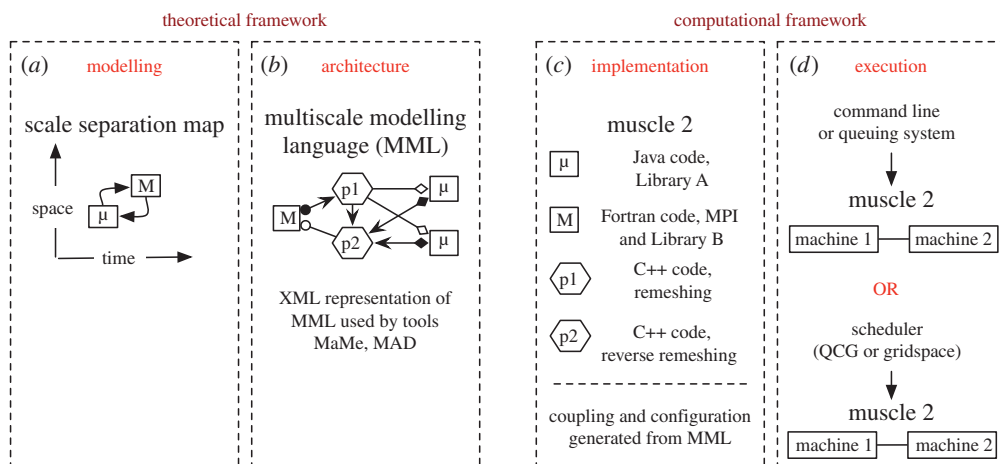 theoretical framework
computational framework
(a) modelling
scale separation map
space
M
μ
time
(b) architecture
multiscale modelling
language (MML)
p1
μ
M
p2
μ
XML representation of
MML used by tools
MaMe, MAD
(c) implementation
muscle 2
μ
Java code,
Library A
M
Fortran code, MPI
and Library B
p1
C++ code,
remeshing
p2
C++ code,
reverse remeshing
coupling and configuration
generated from MML
(d) execution
command line
or queuing system
muscle 2
machine 1
machine 2
OR
scheduler
(QCG or gridspace)
muscle 2
machine 1
machine 2